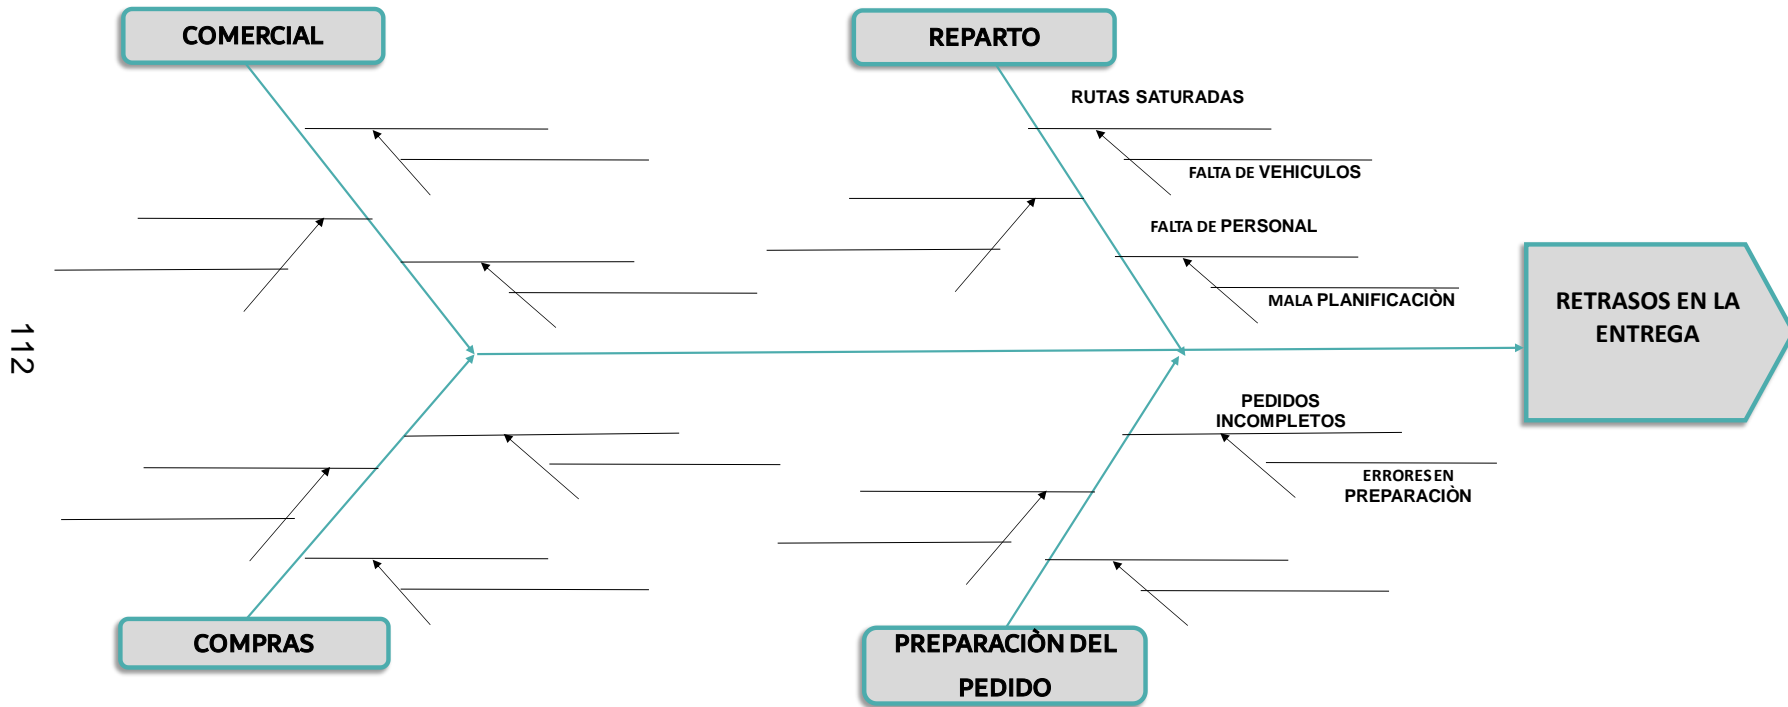 COMERCIAL
REPARTO
RUTAS SATURADAS
FALTA DE VEHICULOS
FALTA DE PERSONAL
MALA PLANIFICACIÒN
RETRASOS EN LA
ENTREGA
112
PEDIDOS
INCOMPLETOS
ERRORES EN
PREPARACIÒN
COMPRAS
PREPARACIÒN DEL
PEDIDO